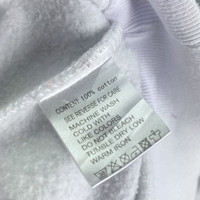 CONTENT: 100% cotton
SEE REVERSE FOR CARE
MACHINE WASH
COLD WITH
LIKE COLORS
DO NOT BLEACH
TUMBLE DRY LOW
WARM IRON